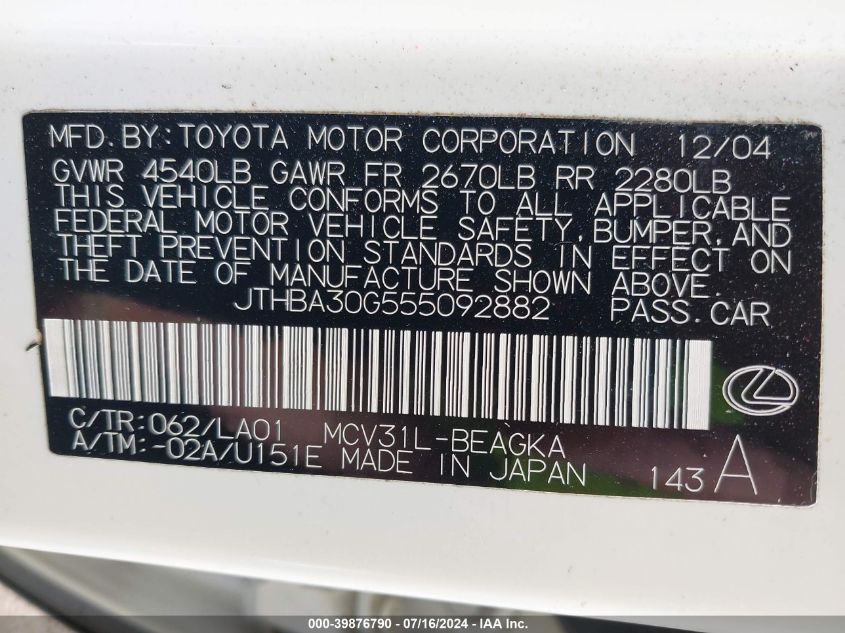 MFD. BY: TOYOTA MOTOR CORPORATION 12/04
GVWR 4540LB GAWR FR 2670LB RR 2280LB
THIS VEHICLE CONFORMS TO ALL APPLICABLE
FEDERAL MOTOR VEHICLE SAFETY, BUMPER, AND
THEFT PREVENTION STANDARDS IN EFFECT ON
THE DATE OF MANUFACTURE SHOWN ABOVE.
JTHBA30G555092882 PASS. CAR
C/TR: 062/LA01 MCV31L-BEAGKA
A/TM: -02A/U151E MADE IN JAPAN 143 A
000-39876790 - 07/16/2024 - IAA Inc.